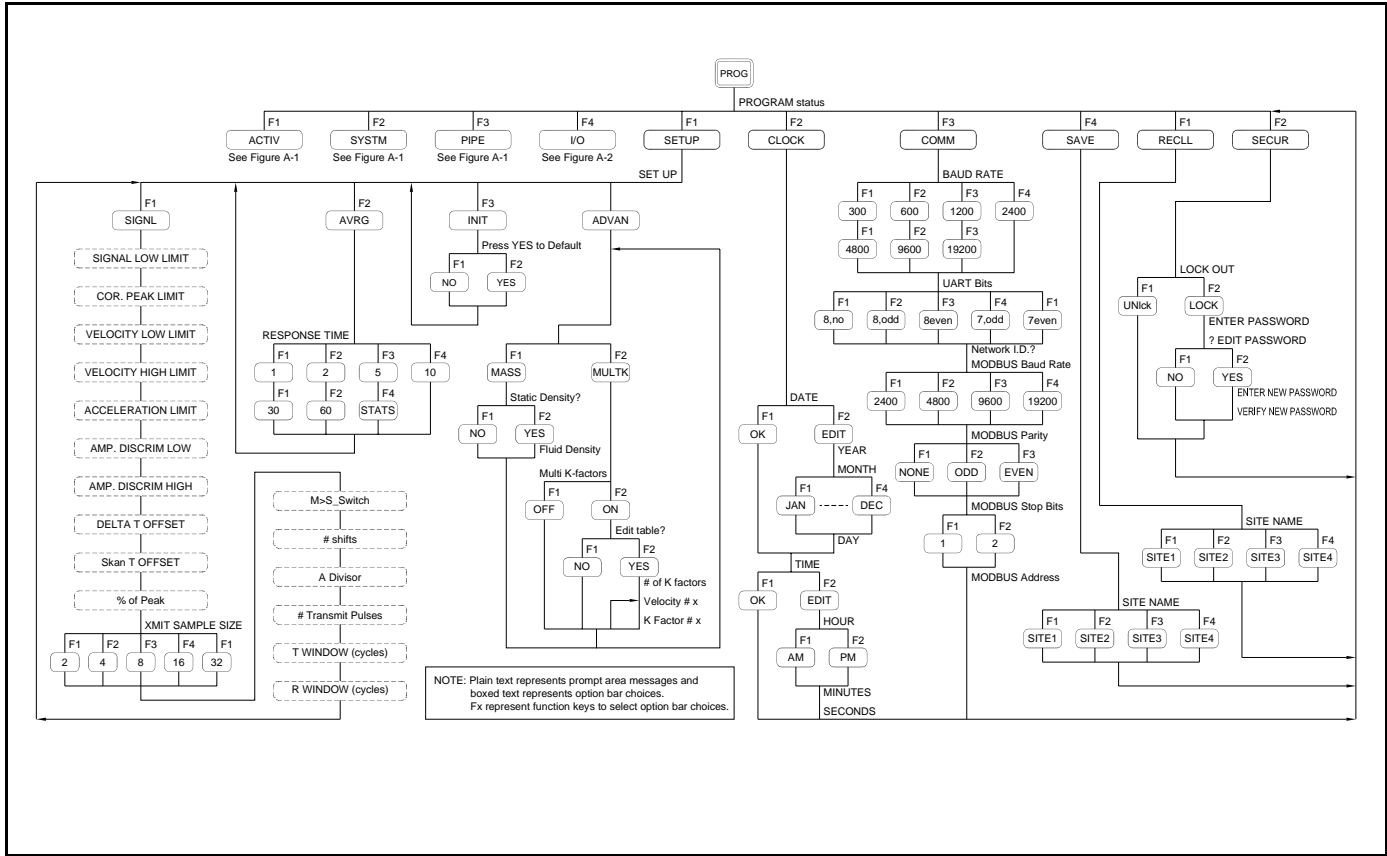 PROG
PROGRAM status
F1 F2 F3 F4 F1 F2 F3 F4 F1 F2
ACTIV SYSTM PIPE I/O SETUP CLOCK COMM SAVE RECLL SECUR
See Figure A-1 See Figure A-1 See Figure A-1 See Figure A-2
SET UP
F1 F2 F3
SIGNL AVRG INIT ADVAN
SIGNAL LOW LIMIT
COR. PEAK LIMIT
VELOCITY LOW LIMIT
VELOCITY HIGH LIMIT
ACCELERATION LIMIT
AMP. DISCRIM LOW
AMP. DISCRIM HIGH
DELTA T OFFSET
Skan T OFFSET
% of Peak
XMIT SAMPLE SIZE
F1 F2 F3 F4 F1
2 4 8 16 32
M>S_Switch
# shifts
A Divisor
# Transmit Pulses
T WINDOW (cycles)
R WINDOW (cycles)
RESPONSE TIME
F1 F2 F3 F4
1 2 5 10
F1 F2 F4
30 60 STATS
Press YES to Default
F1 F2
NO YES
F1 F2
MASS MULTK
Static Density?
F1 F2
NO YES
Fluid Density
Multi K-factors
F1 F2
OFF ON
Edit table?
F1 F2
NO YES
# of K factors
Velocity # x
K Factor # x
NOTE: Plain text represents prompt area messages and
boxed text represents option bar choices.
Fx represent function keys to select option bar choices.
DATE
F1 F2
OK EDIT
YEAR
MONTH
F1 F4
JAN ---- DEC
DAY
TIME
F1 F2
OK EDIT
HOUR
F1 F2
AM PM
MINUTES
SECONDS
BAUD RATE
F1 F2 F3 F4
300 600 1200 2400
F1 F2 F3
4800 9600 19200
UART Bits
F1 F2 F3 F4 F1
8,no 8,odd 8even 7,odd 7even
Network I.D.?
MODBUS Baud Rate
F1 F2 F3 F4
2400 4800 9600 19200
MODBUS Parity
F1 F2 F3
NONE ODD EVEN
MODBUS Stop Bits
F1 F2
1 2
MODBUS Address
SITE NAME
F1 F2 F3 F4
SITE1 SITE2 SITE3 SITE4
SITE NAME
F1 F2 F3 F4
SITE1 SITE2 SITE3 SITE4
LOCK OUT
F1 F2
UNlck LOCK
ENTER PASSWORD
? EDIT PASSWORD
F1 F2
NO YES
ENTER NEW PASSWORD
VERIFY NEW PASSWORD